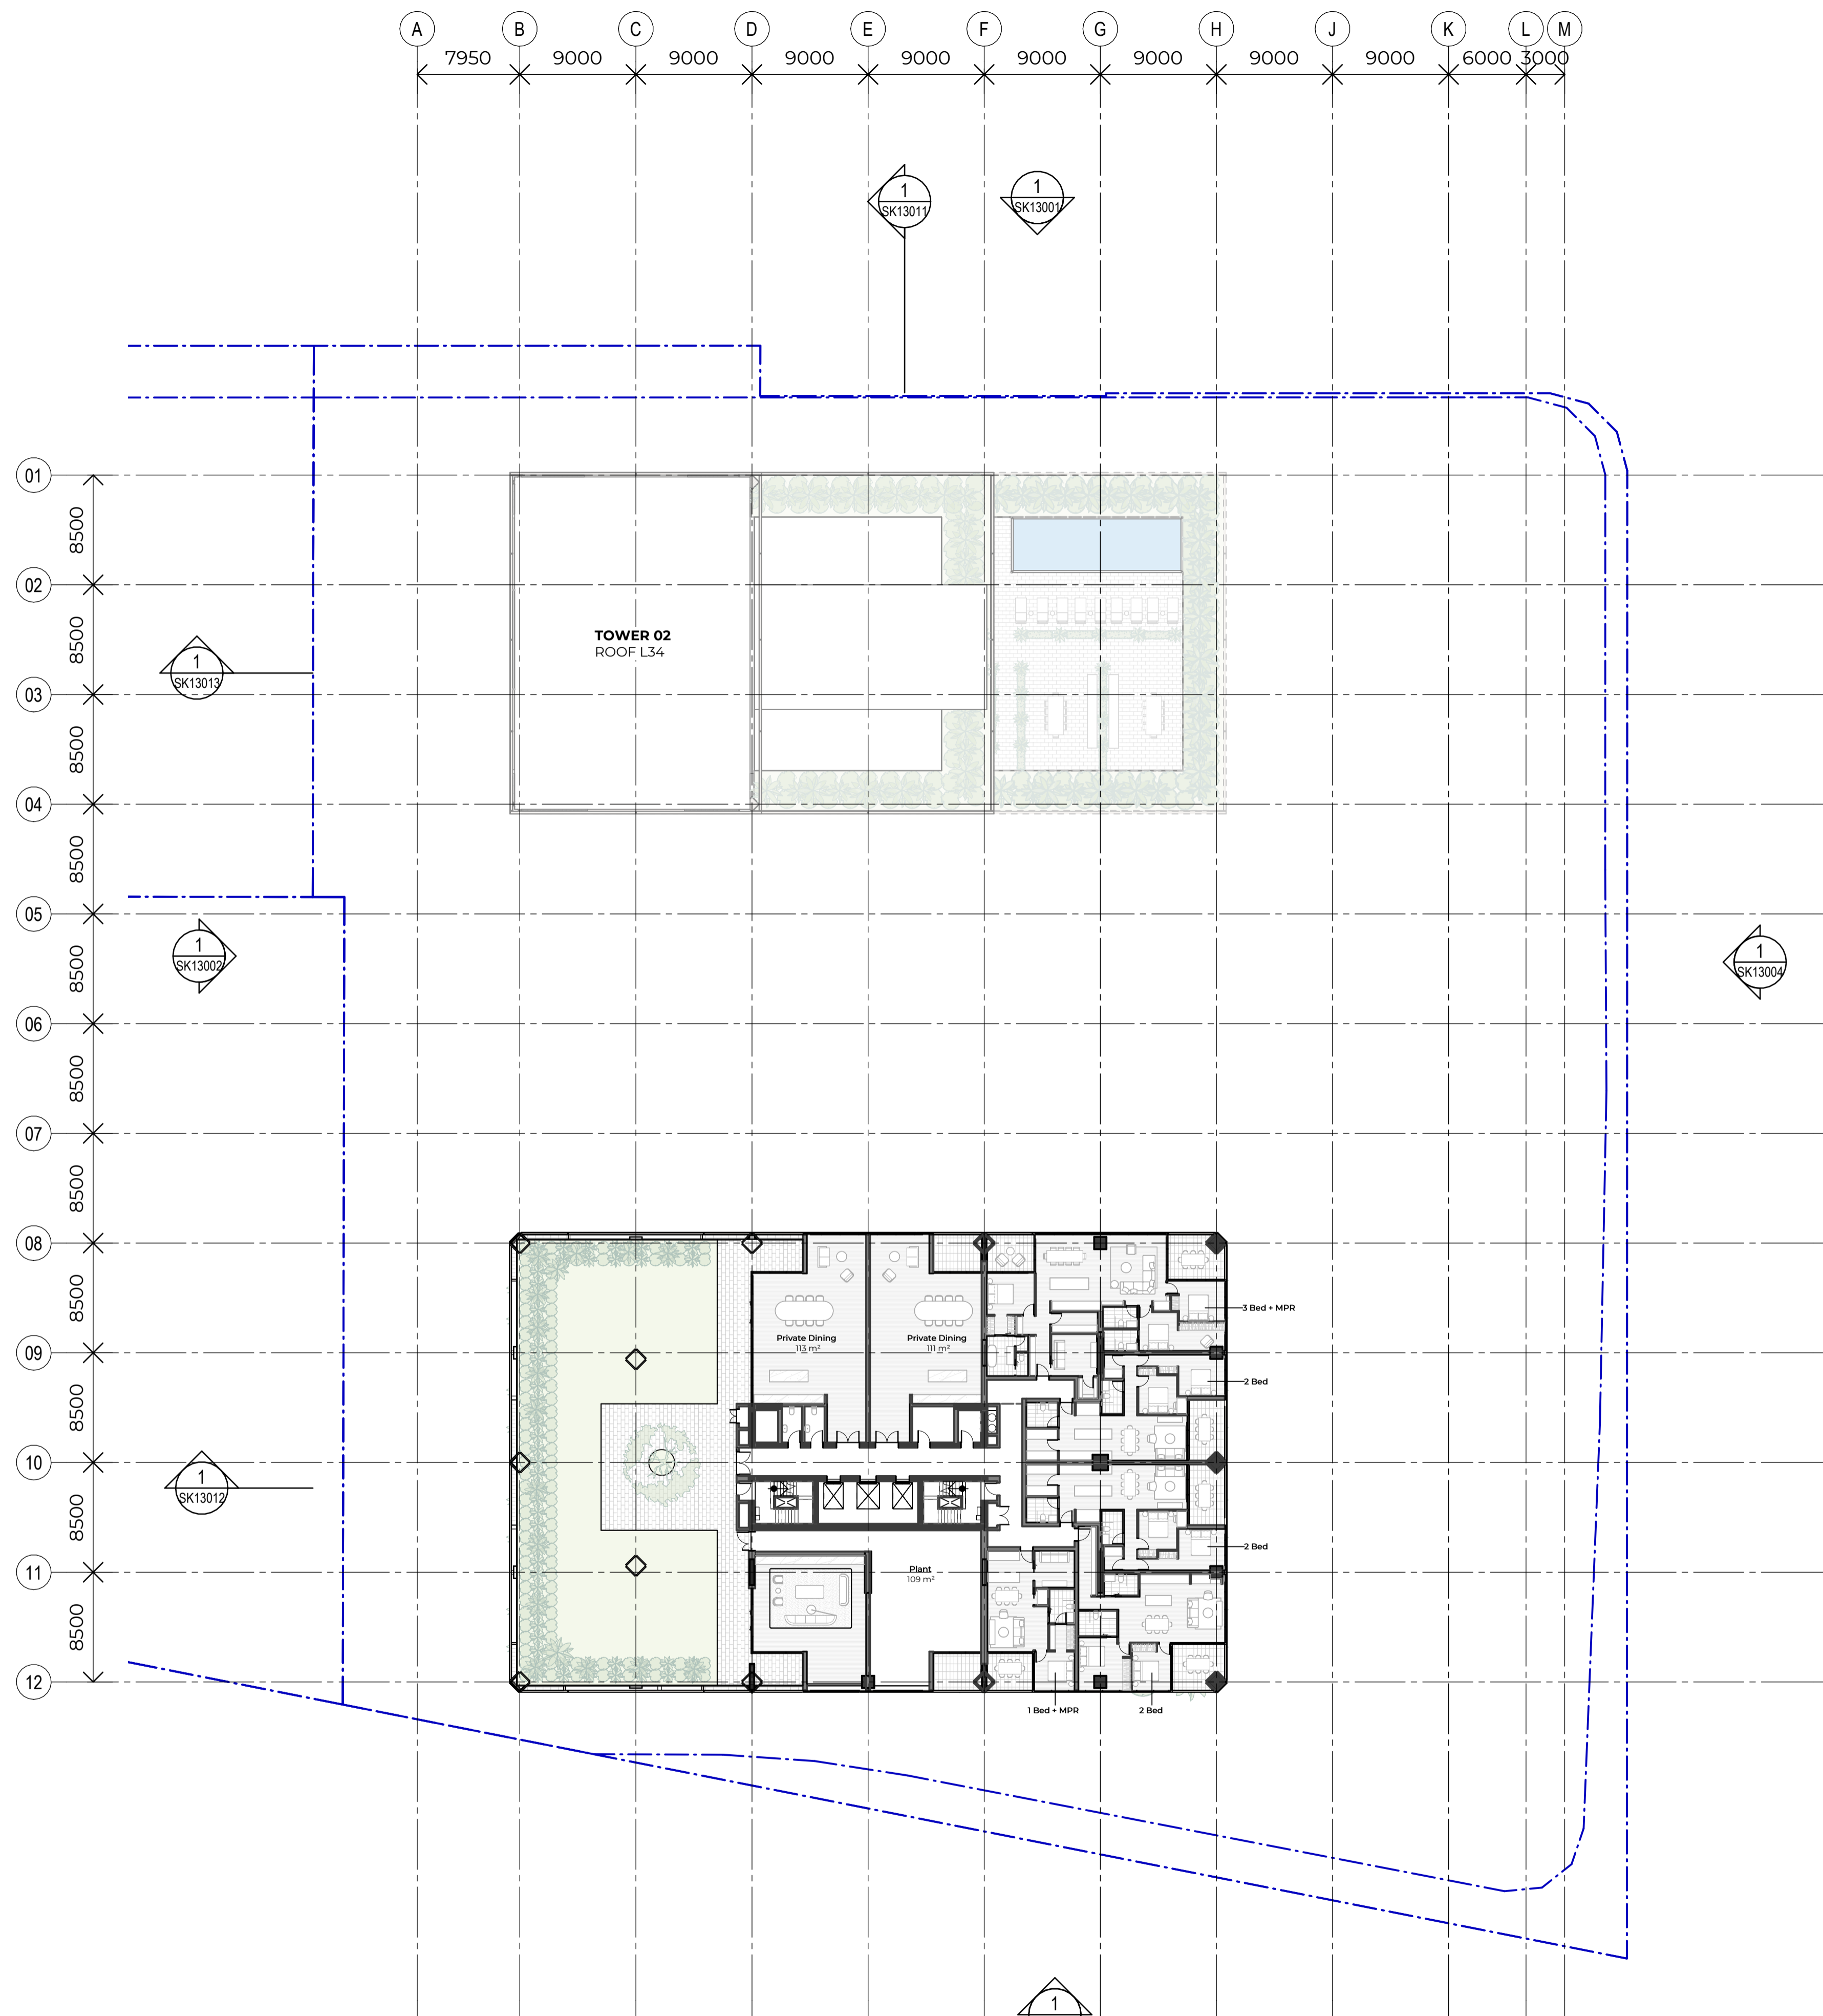 A B C D E F G H J K L M
7950 9000 9000 9000 9000 9000 9000 9000 9000 6000 3000
1
SK13011
1
SK13001
01
8500
02
8500
TOWER 02
ROOF L34
1
SK13013
03
8500
04
8500
05
1
SK13002
1
SK13004
8500
06
8500
07
8500
08
8500
3 Bed + MPR
Private Dining
113 m²
Private Dining
111 m²
09
2 Bed
8500
10
1
SK13012
8500
2 Bed
11
Plant
109 m²
8500
12
1 Bed + MPR
2 Bed
1